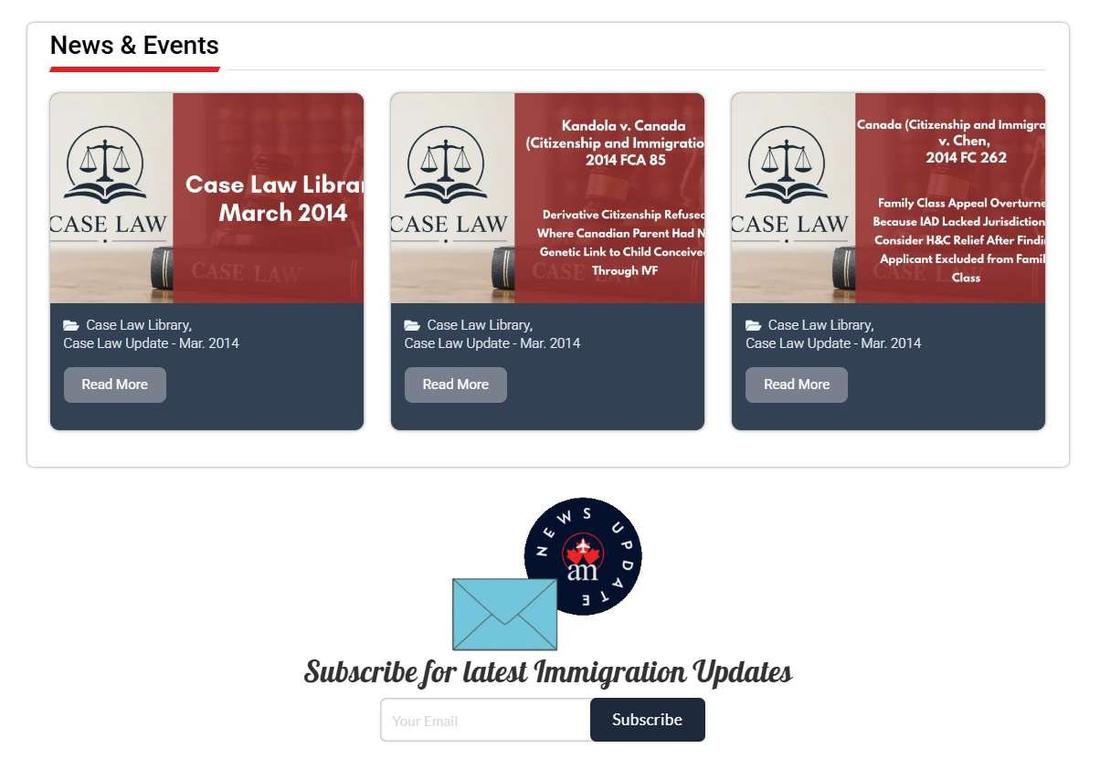 News & Events
Case Law Librar
March 2014
CASE LAW
CASE LAW
Case Law Library,
Case Law Update - Mar. 2014
Read More
Kandola v. Canada
(Citizenship and Immigratio
2014 FCA 85
Derivative Citizenship Refused
Where Canadian Parent Had N
Genetic Link to Child Conceive
Through IVF
CASE LAW
CASE LAW
Case Law Library,
Case Law Update - Mar. 2014
Read More
Canada (Citizenship and Immigra
v. Chen,
2014 FC 262
Family Class Appeal Overturne
Because IAD Lacked Jurisdiction
Consider H&C Relief After Findi
Applicant Excluded from Famil
Class
CASE LAW
CASE LAW
Case Law Library,
Case Law Update - Mar. 2014
Read More
NEWS UPDATE
an
Subscribe for latest Immigration Updates
Your Email
Subscribe